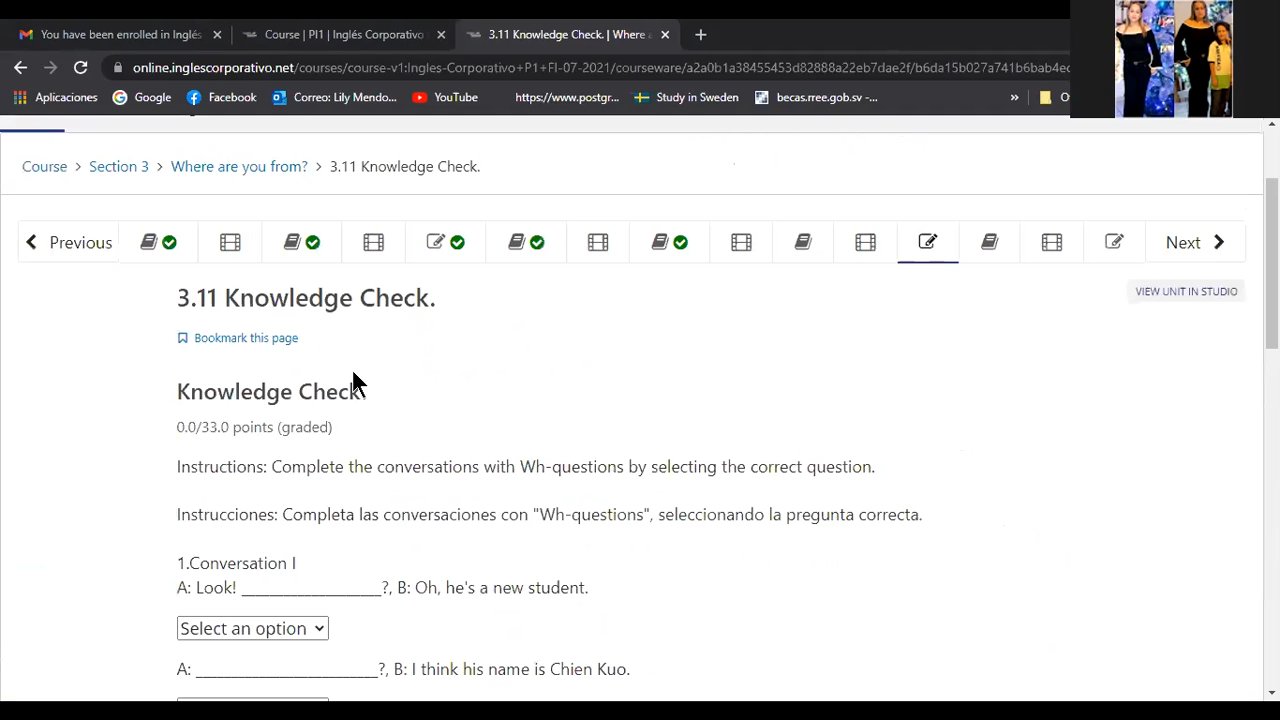 You have been enrolled in Inglés
Course | PI1 | Inglés Corporativo
3.11 Knowledge Check. | Where a
online.inglescorporativo.net/courses/course-v1:Ingles-Corporativo+P1+FI-07-2021/courseware/a2a0b1a38455453d82888a22eb7dae2f/b6da15b027a741b6bab4ec
Aplicaciones
Google
Facebook
Correo: Lily Mendo...
YouTube
https://www.postgr...
Study in Sweden
becas.rree.gob.sv -...
»
Course > Section 3 > Where are you from? > 3.11 Knowledge Check.
Previous
Next
3.11 Knowledge Check.
VIEW UNIT IN STUDIO
Bookmark this page
Knowledge Check.
0.0/33.0 points (graded)
Instructions: Complete the conversations with Wh-questions by selecting the correct question.
Instrucciones: Completa las conversaciones con "Wh-questions", seleccionando la pregunta correcta.
1.Conversation I
A: Look! ____________________?, B: Oh, he's a new student.
Select an option
A: __________________________?, B: I think his name is Chien Kuo.